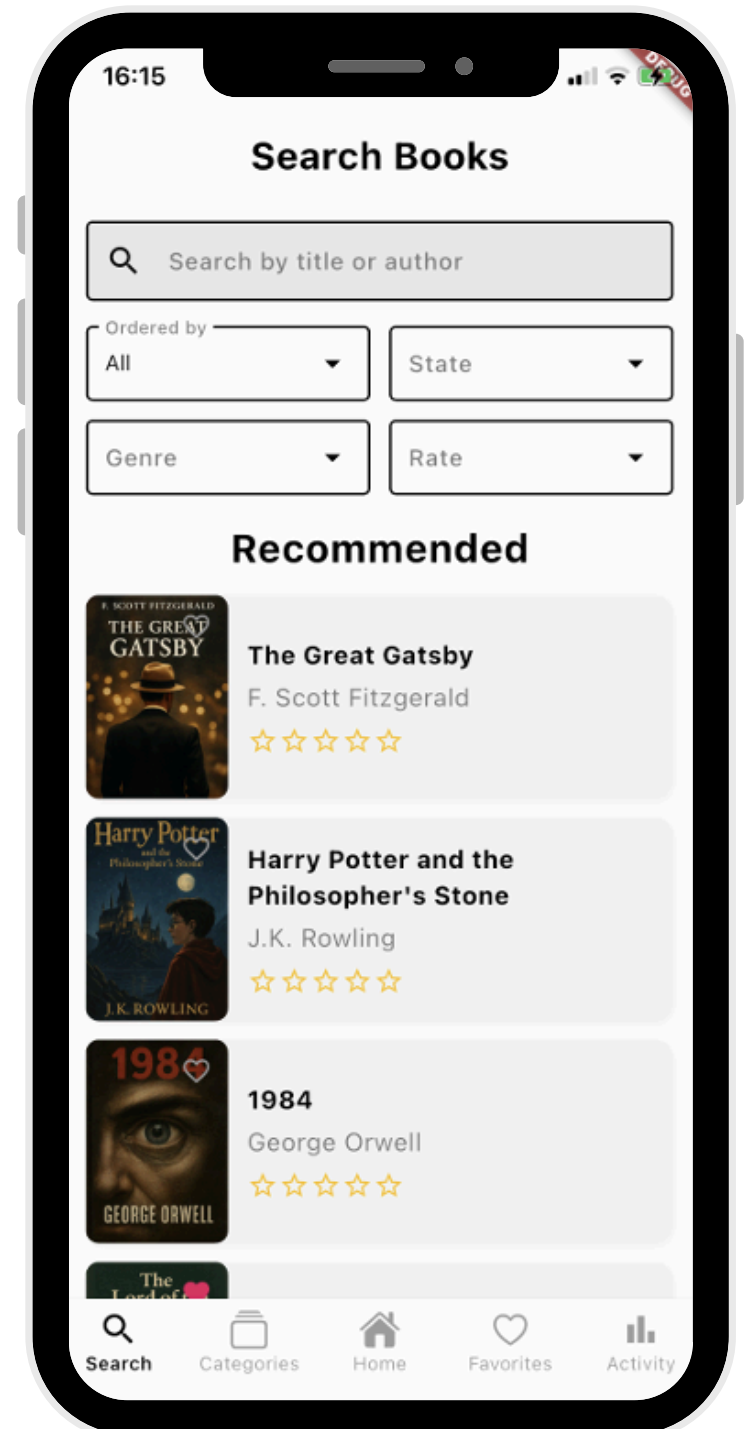 16:15
DEBUG
Search Books
Search by title or author
Ordered by
All
State
Genre
Rate
Recommended
F. SCOTT FITZGERALD
THE GREAT
GATSBY
The Great Gatsby
F. Scott Fitzgerald
Harry Potter
and the
Philosopher's Stone
J.K. ROWLING
Harry Potter and the
Philosopher's Stone
J.K. Rowling
1984
GEORGE ORWELL
1984
George Orwell
The
Lord of the
Search
Categories
Home
Favorites
Activity